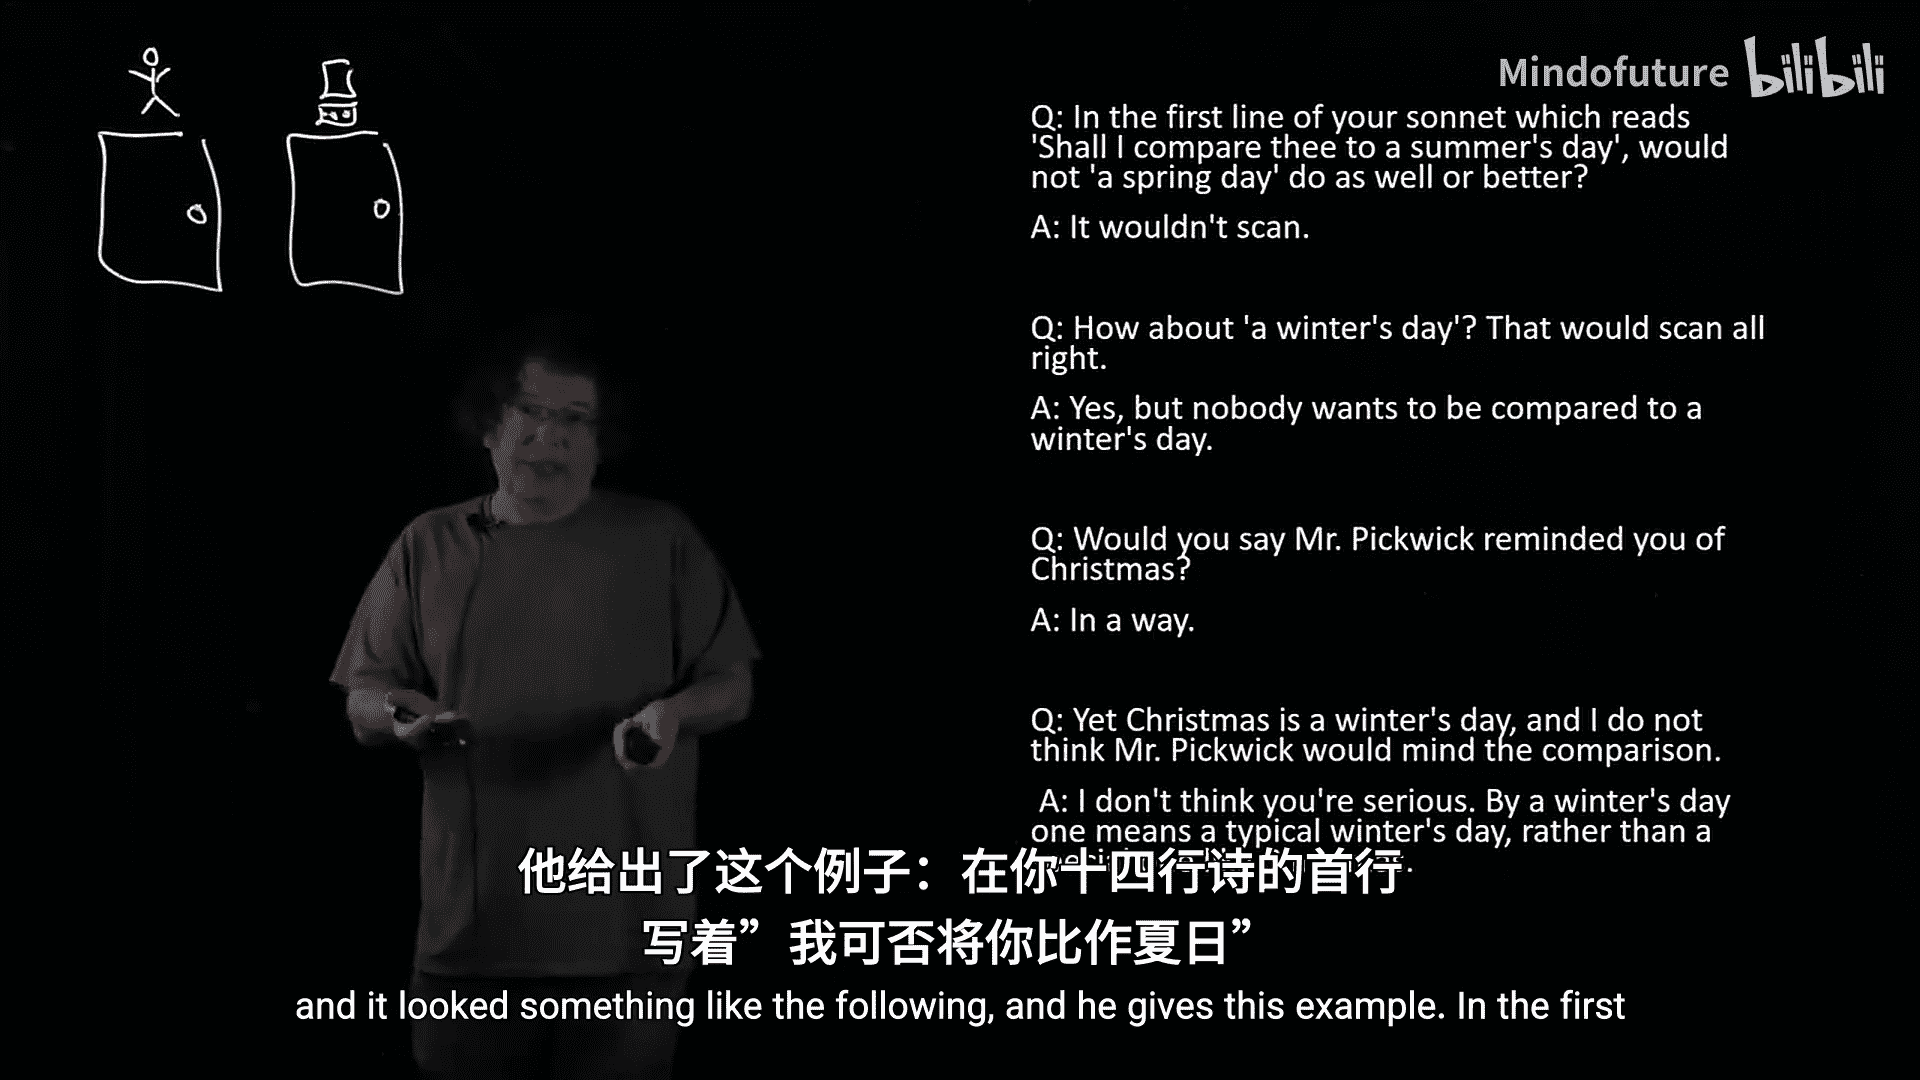 Mindofuture bilibili
Q: In the first line of your sonnet which reads
'Shall I compare thee to a summer's day', would
not 'a spring day' do as well or better?
A: It wouldn't scan.
Q: How about 'a winter's day'? That would scan all
right.
A: Yes, but nobody wants to be compared to a
winter's day.
Q: Would you say Mr. Pickwick reminded you of
Christmas?
A: In a way.
Q: Yet Christmas is a winter's day, and I do not
think Mr. Pickwick would mind the comparison.
A: I don't think you're serious. By a winter's day
one means a typical winter's day, rather than a
他给出了这个例子：在你十四行诗的首行
写着”我可否将你比作夏日”
and it looked something like the following, and he gives this example. In the first